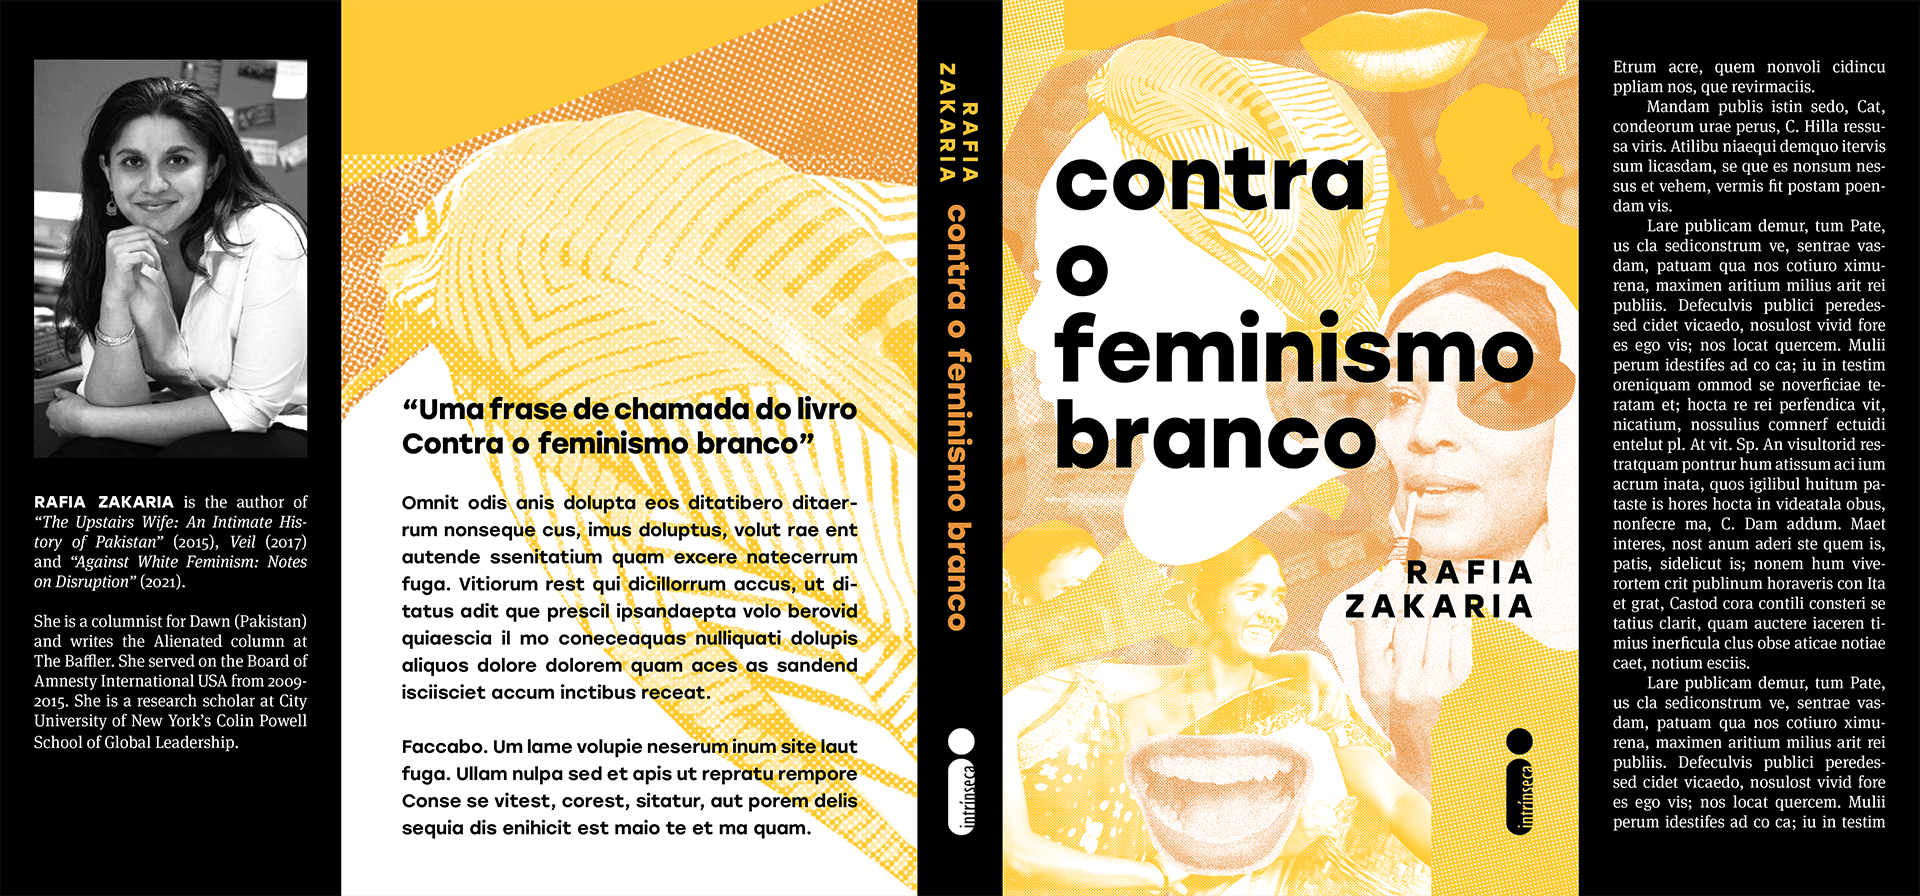 RAFIA ZAKARIA is the author of
“The Upstairs Wife: An Intimate His-
tory of Pakistan” (2015), Veil (2017)
and “Against White Feminism: Notes
on Disruption” (2021).
She is a columnist for Dawn (Pakistan)
and writes the Alienated column at
The Baffler. She served on the Board of
Amnesty International USA from 2009-
2015. She is a research scholar at City
University of New York’s Colin Powell
School of Global Leadership.
“Uma frase de chamada do livro
Contra o feminismo branco”
Omnit odis anis dolupta eos ditatibero ditaer-
rum nonseque cus, imus doluptus, volut rae ent
autende ssenitatium quam excere natecerrum
fuga. Vitiorum rest qui dicillorrum accus, ut di-
tatus adit que prescil ipsandaepta volo berovid
quiaescia il mo coneceaquas nulliquati dolupis
aliquos dolore dolorem quam aces as sandend
isciisciet accum inctibus receat.
Faccabo. Um lame volupie neserum inum site laut
fuga. Ullam nulpa sed et apis ut repratu rempore
Conse se vitest, corest, sitatur, aut porem delis
sequia dis enihicit est maio te et ma quam.
RAFIA
ZAKARIA
contra o feminismo branco
intrínseca
contra
o
feminismo
branco
RAFIA
ZAKARIA
intrínseca
Etrum acre, quem nonvoli cidincu
ppliam nos, que revirmaciis.
Mandam publis istin sedo, Cat,
condeorum urae perus, C. Hilla ressu-
sa viris. Atilibu niaequi demquo itervis
sum licasdam, se que es nonsum nes-
sus et vehem, vermis fit postam poen-
dam vis.
Lare publicam demur, tum Pate,
us cla sediconstrum ve, sentrae vas-
dam, patuam qua nos cotiuro ximu-
rena, maximen aritium milius arit rei
publiis. Defeculvis publici peredes-
sed cidet vicaedo, nosulost vivid fore
es ego vis; nos locat quercem. Mulii
perum identifes ad co ca; iu in testim
oreniquam ommod se noverficiae te-
ratam et; hocta re rei perfendica vit,
nicatium, nossulius comnerf ectuidi
entelut pl. At vit. Sp. An visultorid res-
tratquam pontrur hum atissum aci ium
acrum inata, quos igilibul huitum pa-
taste is hores hocta in videatala obus,
nonfecre ma, C. Dam addum. Maet
interes, nost anum aderi ste quem is,
patis, sidelicut is; nonem hum vive-
rortem crit publinum horaveris con Ita
et grat, Castod cora contili consteri se
tatius clarit, quam auctere iaceren ti-
mius inerficula clus obse aticae notiae
caet, notium esciis.
Lare publicam demur, tum Pate,
us cla sediconstrum ve, sentrae vas-
dam, patuam qua nos cotiuro ximu-
rena, maximen aritium milius arit rei
publiis. Defeculvis publici peredes-
sed cidet vicaedo, nosulost vivid fore
es ego vis; nos locat quercem. Mulii
perum identifes ad co ca; iu in testim